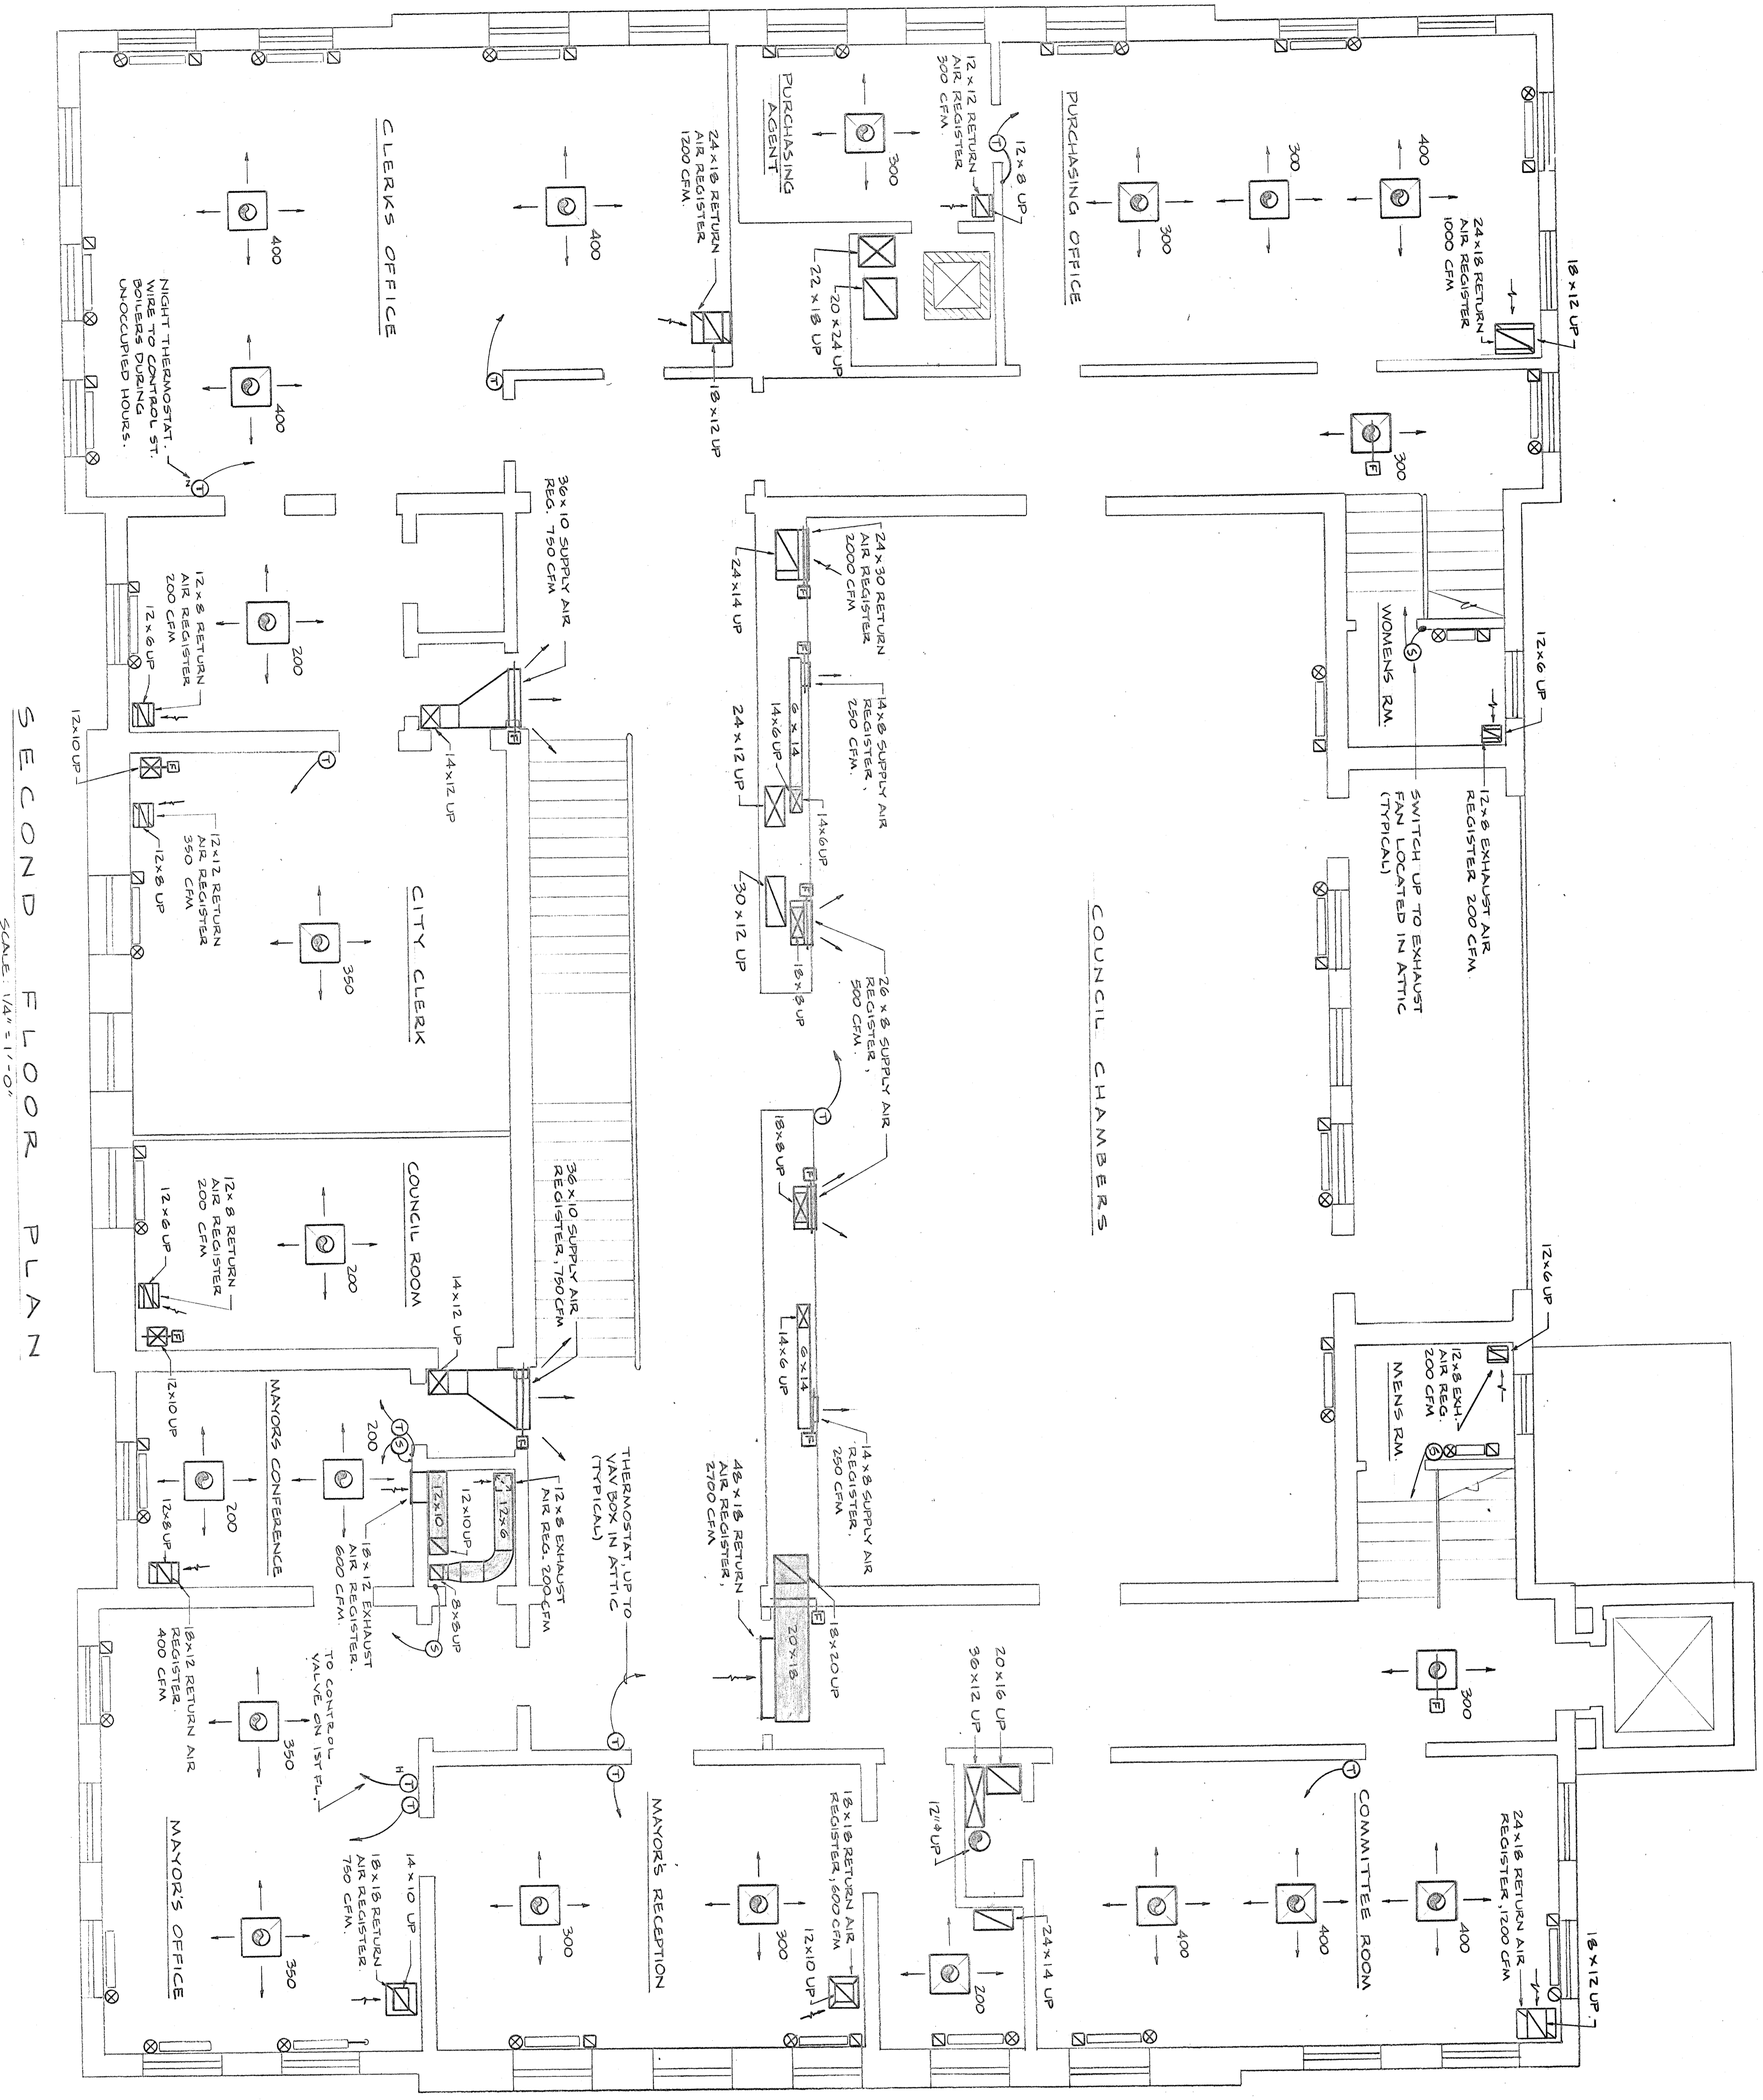 PURCHASING OFFICE
400
300
300
24x18 RETURN
AIR REGISTER
1000 CFM
18x12 UP
PURCHASING
AGENT
300
12x12 RETURN
AIR REGISTER
300 CFM.
12x8 UP
22x18 UP
20x24 UP
CLERKS OFFICE
400
400
400
24x18 RETURN
AIR REGISTER
1200 CFM.
18x12 UP
NIGHT THERMOSTAT.
WIRE TO CONTROL ST.
BOILERS DURING
UNOCCUPIED HOURS.
T
N
T
T
300
F
WOMENS RM.
S
12x6 UP
12x8 EXHAUST AIR
REGISTER 200 CFM.
SWITCH UP TO EXHAUST
FAN LOCATED IN ATTIC
(TYPICAL)
COUNCIL CHAMBERS
24x30 RETURN
AIR REGISTER
2000 CFM
24x14 UP
F
F
14x8 SUPPLY AIR
REGISTER,
250 CFM.
6x14
14x6 UP
14x6 UP
24x12 UP
30x12 UP
F
18x8 UP
26x8 SUPPLY AIR
REGISTER,
500 CFM.
T
18x8 UP
F
14x6 UP
6x14
F
14x8 SUPPLY AIR
REGISTER,
250 CFM
36x10 SUPPLY AIR
REG. 750 CFM
F
14x12 UP
200
12x8 RETURN
AIR REGISTER
200 CFM
12x6 UP
12x10 UP
F
T
12x12 RETURN
AIR REGISTER
350 CFM
12x8 UP
CITY CLERK
350
COUNCIL ROOM
200
12x8 RETURN
AIR REGISTER
200 CFM
12x6 UP
F
12x10 UP
36x10 SUPPLY AIR
REGISTER, 750 CFM
14x12 UP
F
MAYORS CONFERENCE
200
200
T
S
12x8 UP
18x12 RETURN AIR
REGISTER
400 CFM
12x10
12x10 UP
12x6
8x8 UP
12x8 EXHAUST
AIR REG. 200 CFM
18x12 EXHAUST
AIR REGISTER.
600 CFM.
S
THERMOSTAT, UP TO
VAV BOX IN ATTIC
(TYPICAL)
48x18 RETURN
AIR REGISTER,
2700 CFM
F
20x18
18x20 UP
12x6 UP
12x8 EXH.
AIR REG.
200 CFM
MENS RM.
S
300
F
20x16 UP
36x12 UP
12"ø UP
24x14 UP
200
T
COMMITTEE ROOM
400
400
400
24x18 RETURN AIR
REGISTER, 1200 CFM
18x12 UP.
T
T
MAYOR'S RECEPTION
300
300
18x18 RETURN AIR
REGISTER, 600 CFM
12x10 UP
TO CONTROL
VALVE ON 1ST FL.
H
T
T
MAYOR'S OFFICE
350
350
14x10 UP
18x18 RETURN
AIR REGISTER.
750 CFM.
SECOND FLOOR PLAN
SCALE: 1/4" = 1'-0"